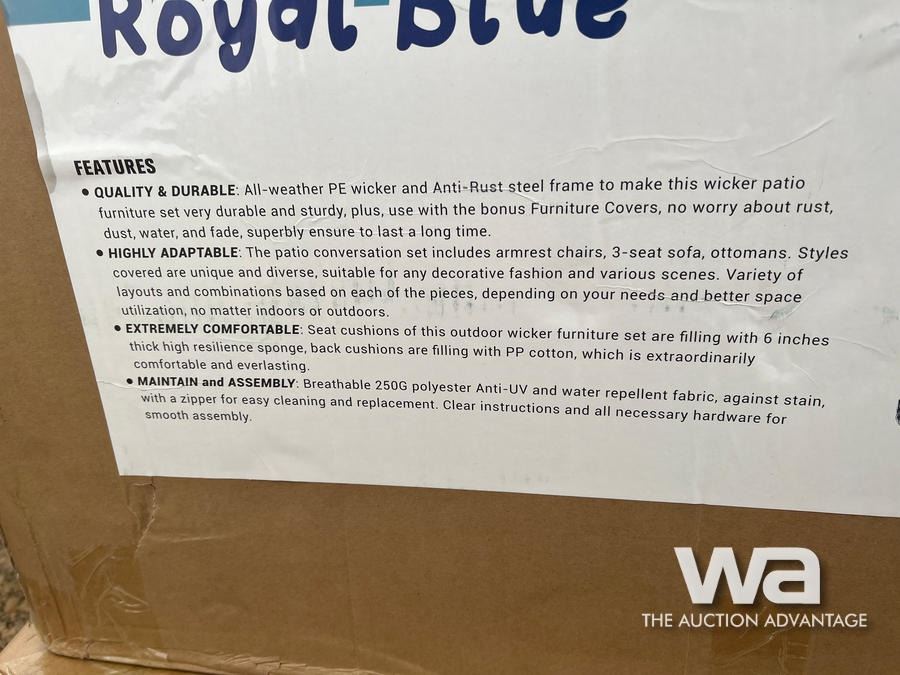 Royal Blue
FEATURES
• QUALITY & DURABLE: All-weather PE wicker and Anti-Rust steel frame to make this wicker patio
furniture set very durable and sturdy, plus, use with the bonus Furniture Covers, no worry about rust,
dust, water, and fade, superbly ensure to last a long time.
• HIGHLY ADAPTABLE: The patio conversation set includes armrest chairs, 3-seat sofa, ottomans. Styles
covered are unique and diverse, suitable for any decorative fashion and various scenes. Variety of
layouts and combinations based on each of the pieces, depending on your needs and better space
utilization, no matter indoors or outdoors.
• EXTREMELY COMFORTABLE: Seat cushions of this outdoor wicker furniture set are filling with 6 inches
thick high resilience sponge, back cushions are filling with PP cotton, which is extraordinarily
comfortable and everlasting.
• MAINTAIN and ASSEMBLY: Breathable 250G polyester Anti-UV and water repellent fabric, against stain,
with a zipper for easy cleaning and replacement. Clear instructions and all necessary hardware for
smooth assembly.
wa
THE AUCTION ADVANTAGE